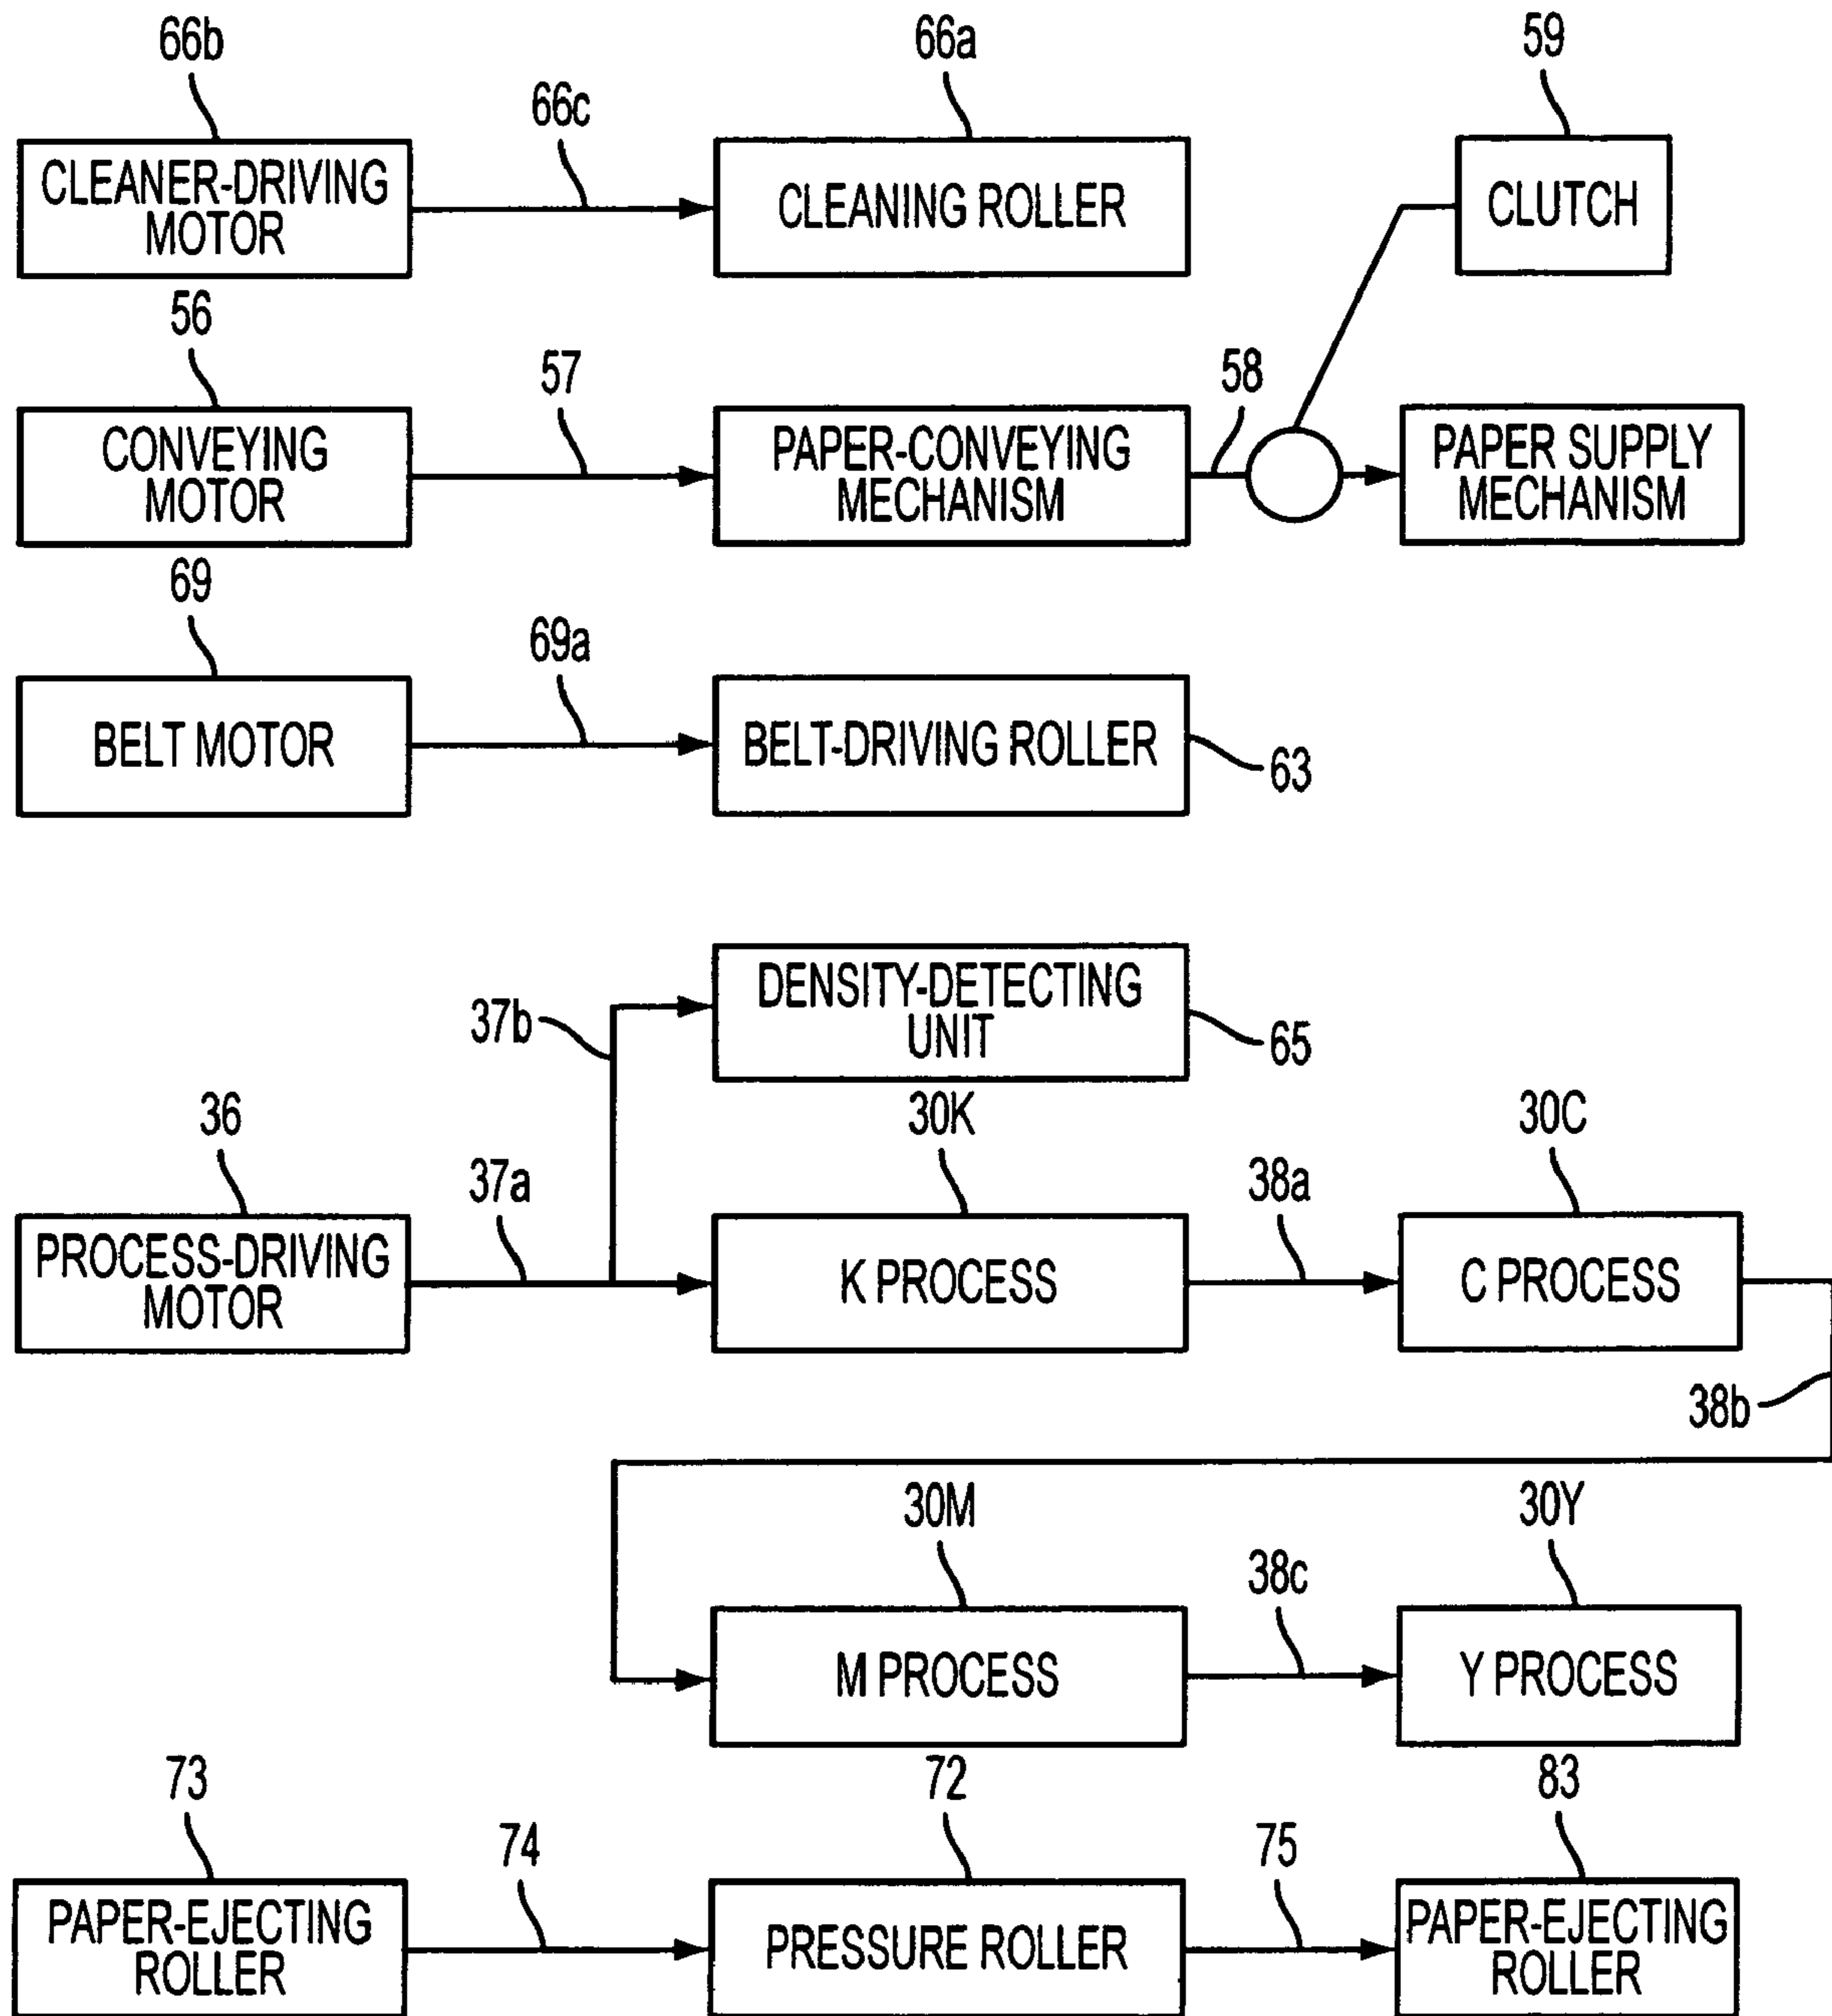 66b
66a
59
66c
CLEANER-DRIVING
MOTOR
CLEANING ROLLER
CLUTCH
56
57
58
CONVEYING
MOTOR
PAPER-CONVEYING
MECHANISM
PAPER SUPPLY
MECHANISM
69
69a
BELT MOTOR
BELT-DRIVING ROLLER
63
DENSITY-DETECTING
UNIT
37b
65
36
30K
30C
37a
38a
PROCESS-DRIVING
MOTOR
K PROCESS
C PROCESS
38b
30M
30Y
38c
M PROCESS
Y PROCESS
73
72
83
74
75
PAPER-EJECTING
ROLLER
PRESSURE ROLLER
PAPER-EJECTING
ROLLER